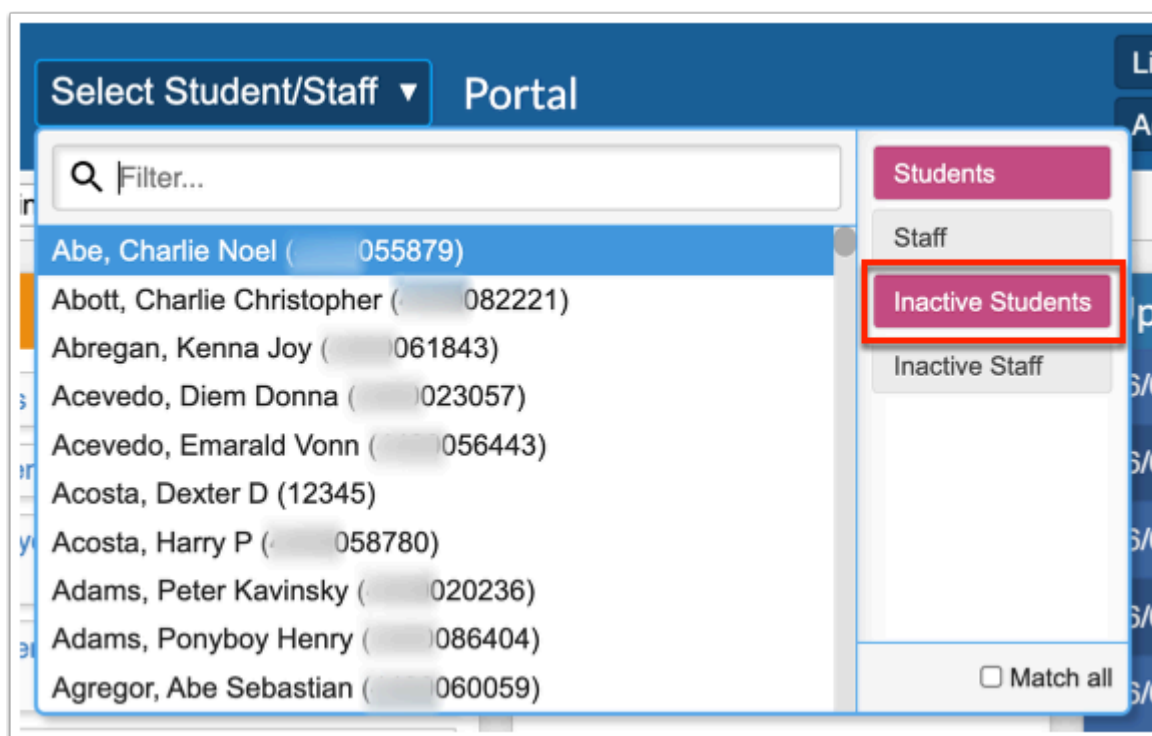 Select Student/Staff ▼ Portal
Filter...
Abe, Charlie Noel ( 055879)
Abott, Charlie Christopher ( 082221)
Abregan, Kenna Joy ( 061843)
Acevedo, Diem Donna ( 023057)
Acevedo, Emarald Vonn ( 056443)
Acosta, Dexter D (12345)
Acosta, Harry P ( 058780)
Adams, Peter Kavinsky ( 020236)
Adams, Ponyboy Henry ( 086404)
Agregor, Abe Sebastian ( 060059)
Students
Staff
Inactive Students
Inactive Staff
Match all